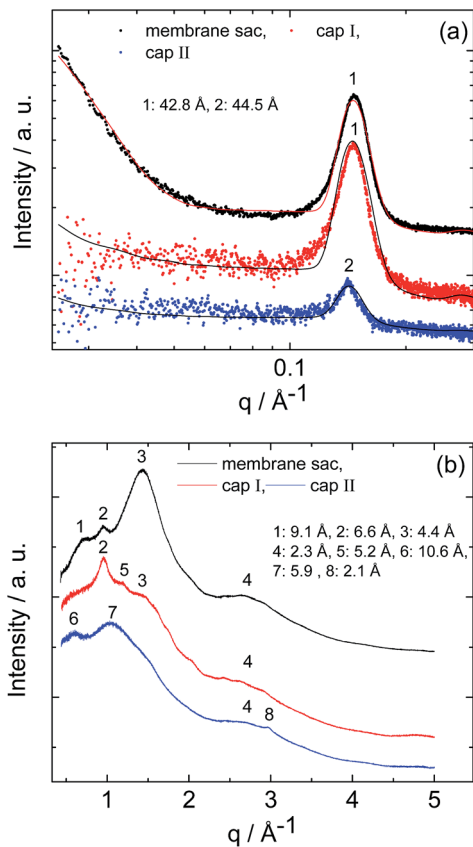 membrane sac, cap I,
cap II
(a)
1: 42.8 Å, 2: 44.5 Å
1
1
2
Intensity / a. u.
0.1
q / Å-1
3
membrane sac,
cap I, cap II
(b)
1: 9.1 Å, 2: 6.6 Å, 3: 4.4 Å
4: 2.3 Å, 5: 5.2 Å, 6: 10.6 Å,
7: 5.9 , 8: 2.1 Å
1 2
2
5 3
4
6 7
4
4 8
Intensity / a. u.
1 2 3 4 5
q / Å-1